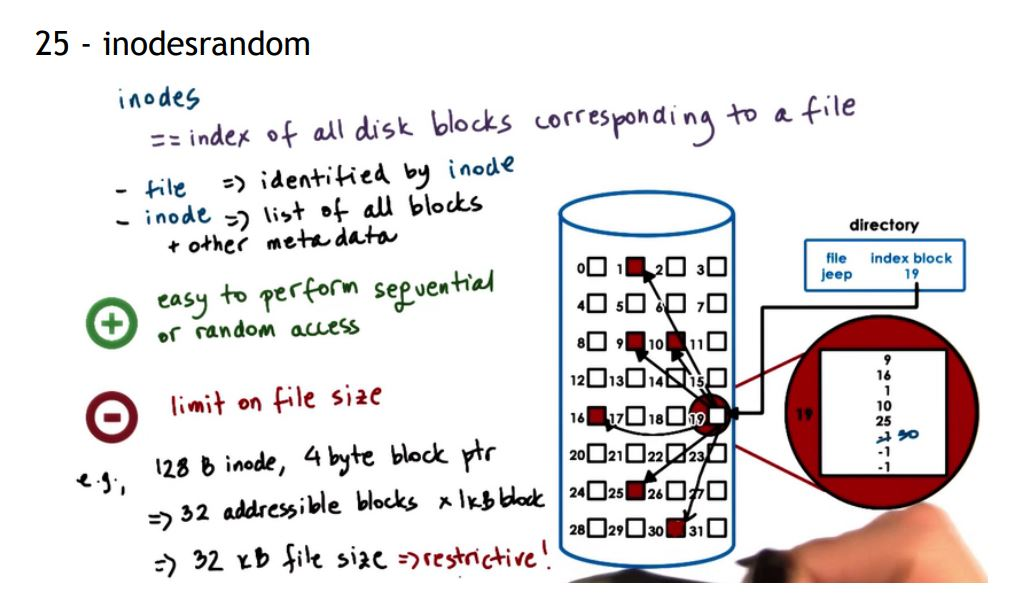 25 - inodesrandom
inodes
== index of all disk blocks corresponding to a file
- file => identified by inode
- inode => list of all blocks
+ other metadata
+ easy to perform sequential
or random access
- limit on file size
e.g., 128 B inode, 4 byte block ptr
=> 32 addressible blocks x 1kB block
=> 32 kB file size => restrictive!
directory
file index block
jeep 19
0 1 2 3
4 5 6 7
8 9 10 11
12 13 14 15
16 17 18 19
20 21 22 23
24 25 26 27
28 29 30 31
19
9
16
1
10
25
-1 30
-1
-1